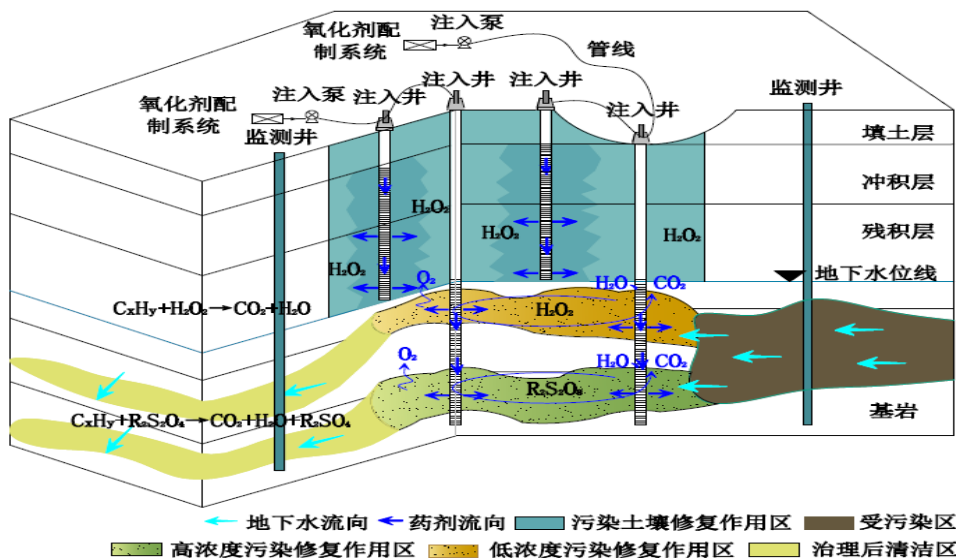 氧化剂配
制系统
注入泵
管线
氧化剂配
制系统
注入泵
注入井
注入井
注入井
注入井
监测井
监测井
填土层
冲积层
残积层
地下水位线
基岩
H₂O₂
H₂O₂
H₂O₂
H₂O₂
O₂
H₂O
CO₂
H₂O₂
CxHy+H₂O₂→CO₂+H₂O
O₂
H₂O
CO₂
R₂S₂O₈
CxHy+R₂S₂O₄→CO₂+H₂O+R₂SO₄
地下水流向
药剂流向
污染土壤修复作用区
受污染区
高浓度污染修复作用区
低浓度污染修复作用区
治理后清洁区